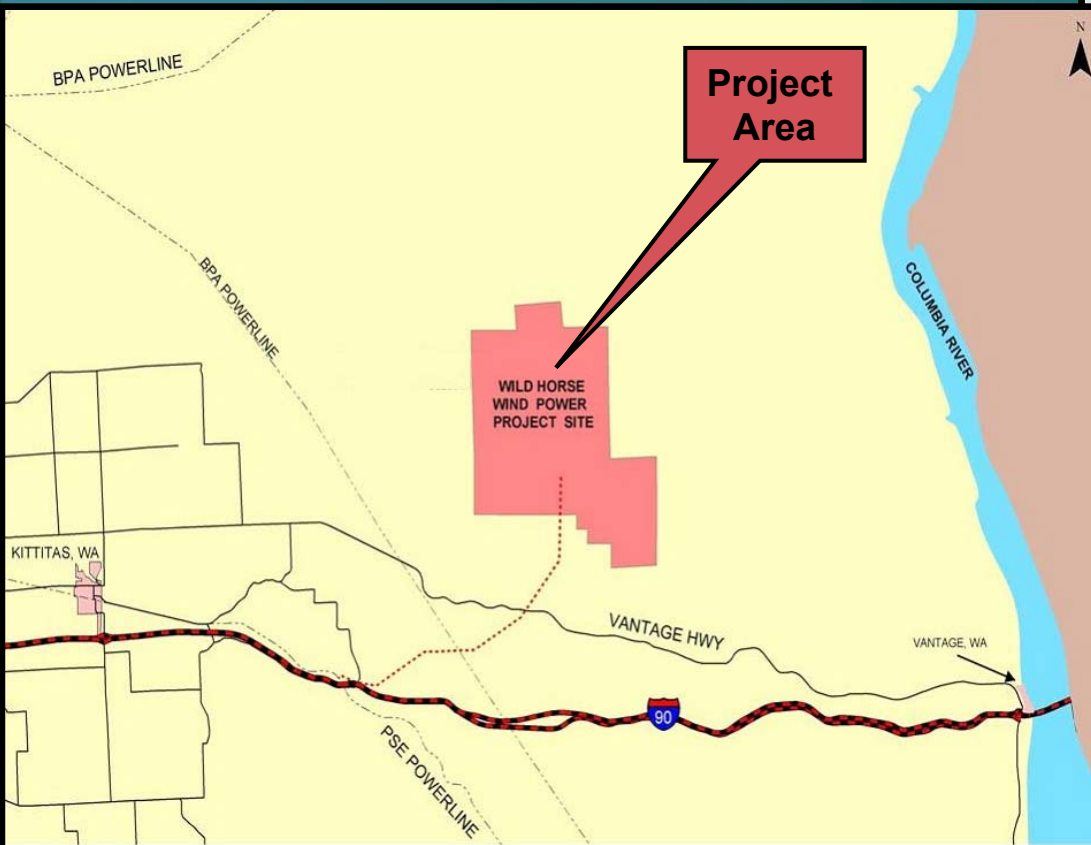 N
BPA POWERLINE
Project
Area
BPA POWERLINE
COLUMBIA RIVER
WILD HORSE
WIND POWER
PROJECT SITE
KITTITAS, WA
VANTAGE HWY
VANTAGE, WA
90
PSE POWERLINE